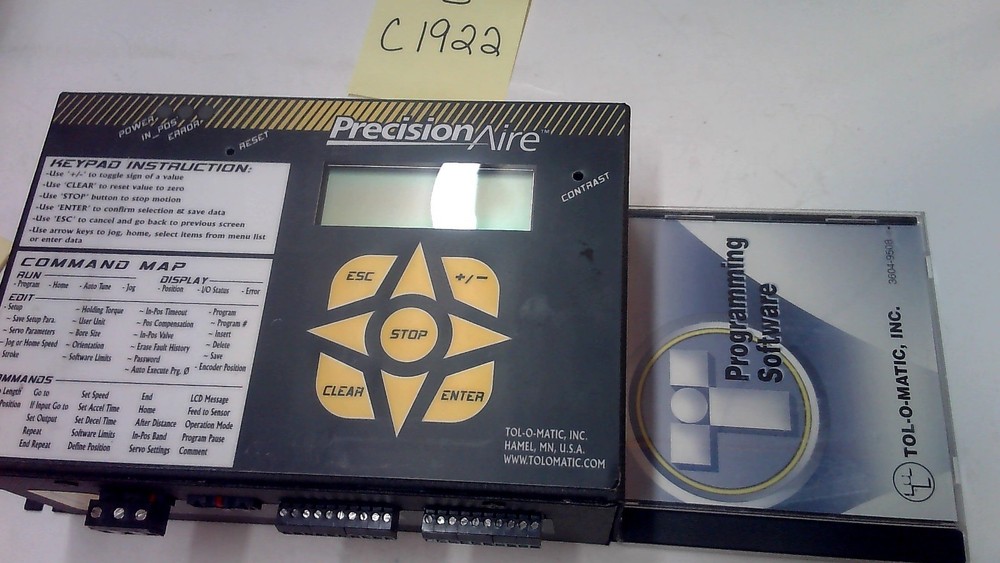 C1922
POWER
IN_POS
ERROR
RESET
PrecisionAire™
CONTRAST
KEYPAD INSTRUCTION:
-Use '+/-' to toggle sign of a value
-Use 'CLEAR' to reset value to zero
-Use 'STOP' button to stop motion
-Use 'ENTER' to confirm selection & save data
-Use 'ESC' to cancel and go back to previous screen
-Use arrow keys to jog, home, select items from menu list
or enter data
COMMAND MAP
RUN
- Program - Home - Auto Tune - Jog
DISPLAY
- Position - I/O Status - Error
EDIT
- Setup
~ Save Setup Para.
~ Servo Parameters
~ Jog or Home Speed
Stroke
~ Holding Torque
~ User Unit
~ Bore Size
~ Orientation
~ Software Limits
~ In-Pos Timeout
~ Pos Compensation
~ In-Pos Valve
~ Erase Fault History
~ Password
~ Auto Execute Prg. Ø
- Program
~ Program #
~ Insert
~ Delete
~ Save
- Encoder Position
OMMANDS
Length
Position
Go to
If Input Go to
Set Output
Repeat
End Repeat
Set Speed
Set Accel Time
Set Decel Time
Software Limits
Define Position
End
Home
After Distance
In-Pos Band
Servo Settings
LCD Message
Feed to Sensor
Operation Mode
Program Pause
Comment
ESC
+/-
STOP
CLEAR
ENTER
TOL-O-MATIC, INC.
HAMEL, MN, U.S.A.
WWW.TOLOMATIC.COM
Programming
Software
TOL-O-MATIC, INC.